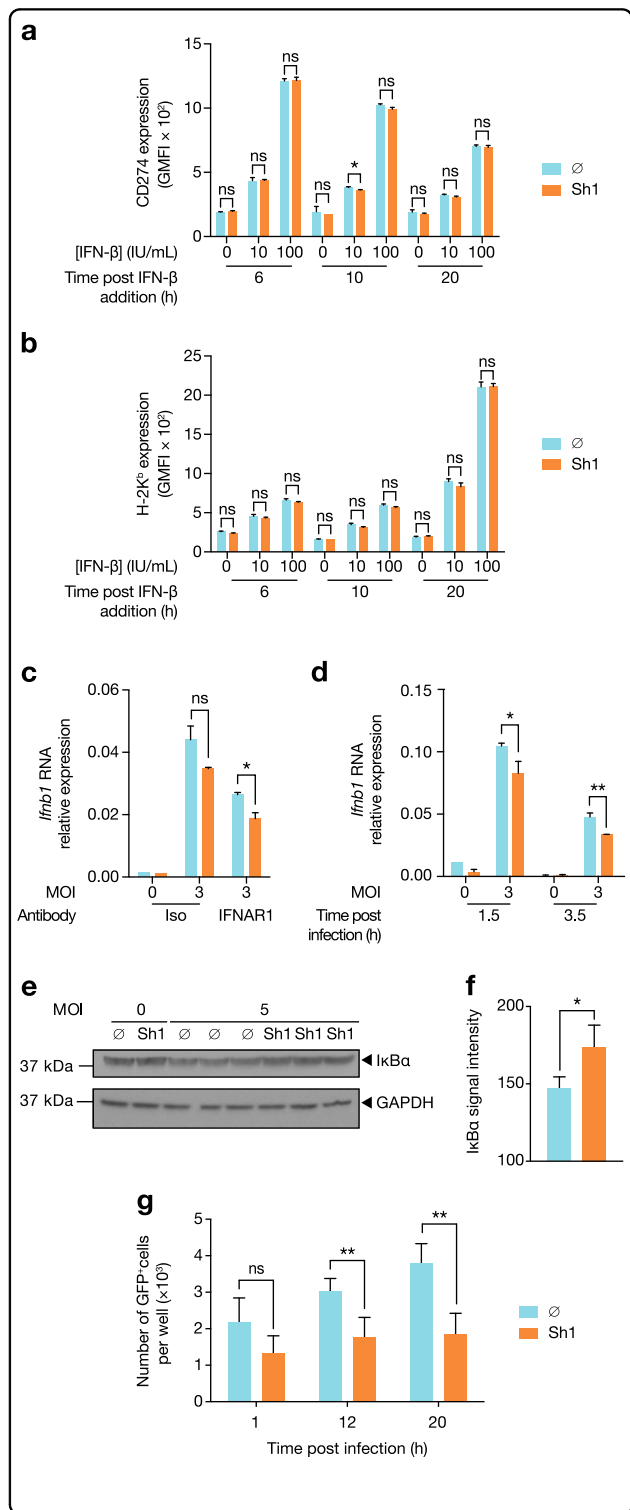 a
CD274 expression
(GMFI × 10²)
15
10
5
0
ns ns ns ns * ns ns ns ns
∅
Sh1
[IFN-β] (IU/mL) 0 10 100 0 10 100 0 10 100
Time post IFN-β
addition (h) 6 10 20
b
H-2Kᵇ expression
(GMFI × 10²)
25
20
15
10
5
0
ns ns ns ns ns ns ns ns ns
∅
Sh1
[IFN-β] (IU/mL) 0 10 100 0 10 100 0 10 100
Time post IFN-β
addition (h) 6 10 20
c
Ifnb1 RNA
relative expression
0.06
0.04
0.02
0.00
ns *
MOI 0 3 3
Antibody Iso IFNAR1
d
Ifnb1 RNA
relative expression
0.15
0.10
0.05
0.00
* **
MOI 0 3 0 3
Time post
infection (h) 1.5 3.5
e
MOI 0 5
∅ Sh1 ∅ ∅ ∅ Sh1 Sh1 Sh1
37 kDa IκBα
37 kDa GAPDH
f
IκBα signal intensity
200
150
100
*
g
Number of GFP⁺cells
per well (×10³)
5
4
3
2
1
0
ns ** **
∅
Sh1
1 12 20
Time post infection (h)